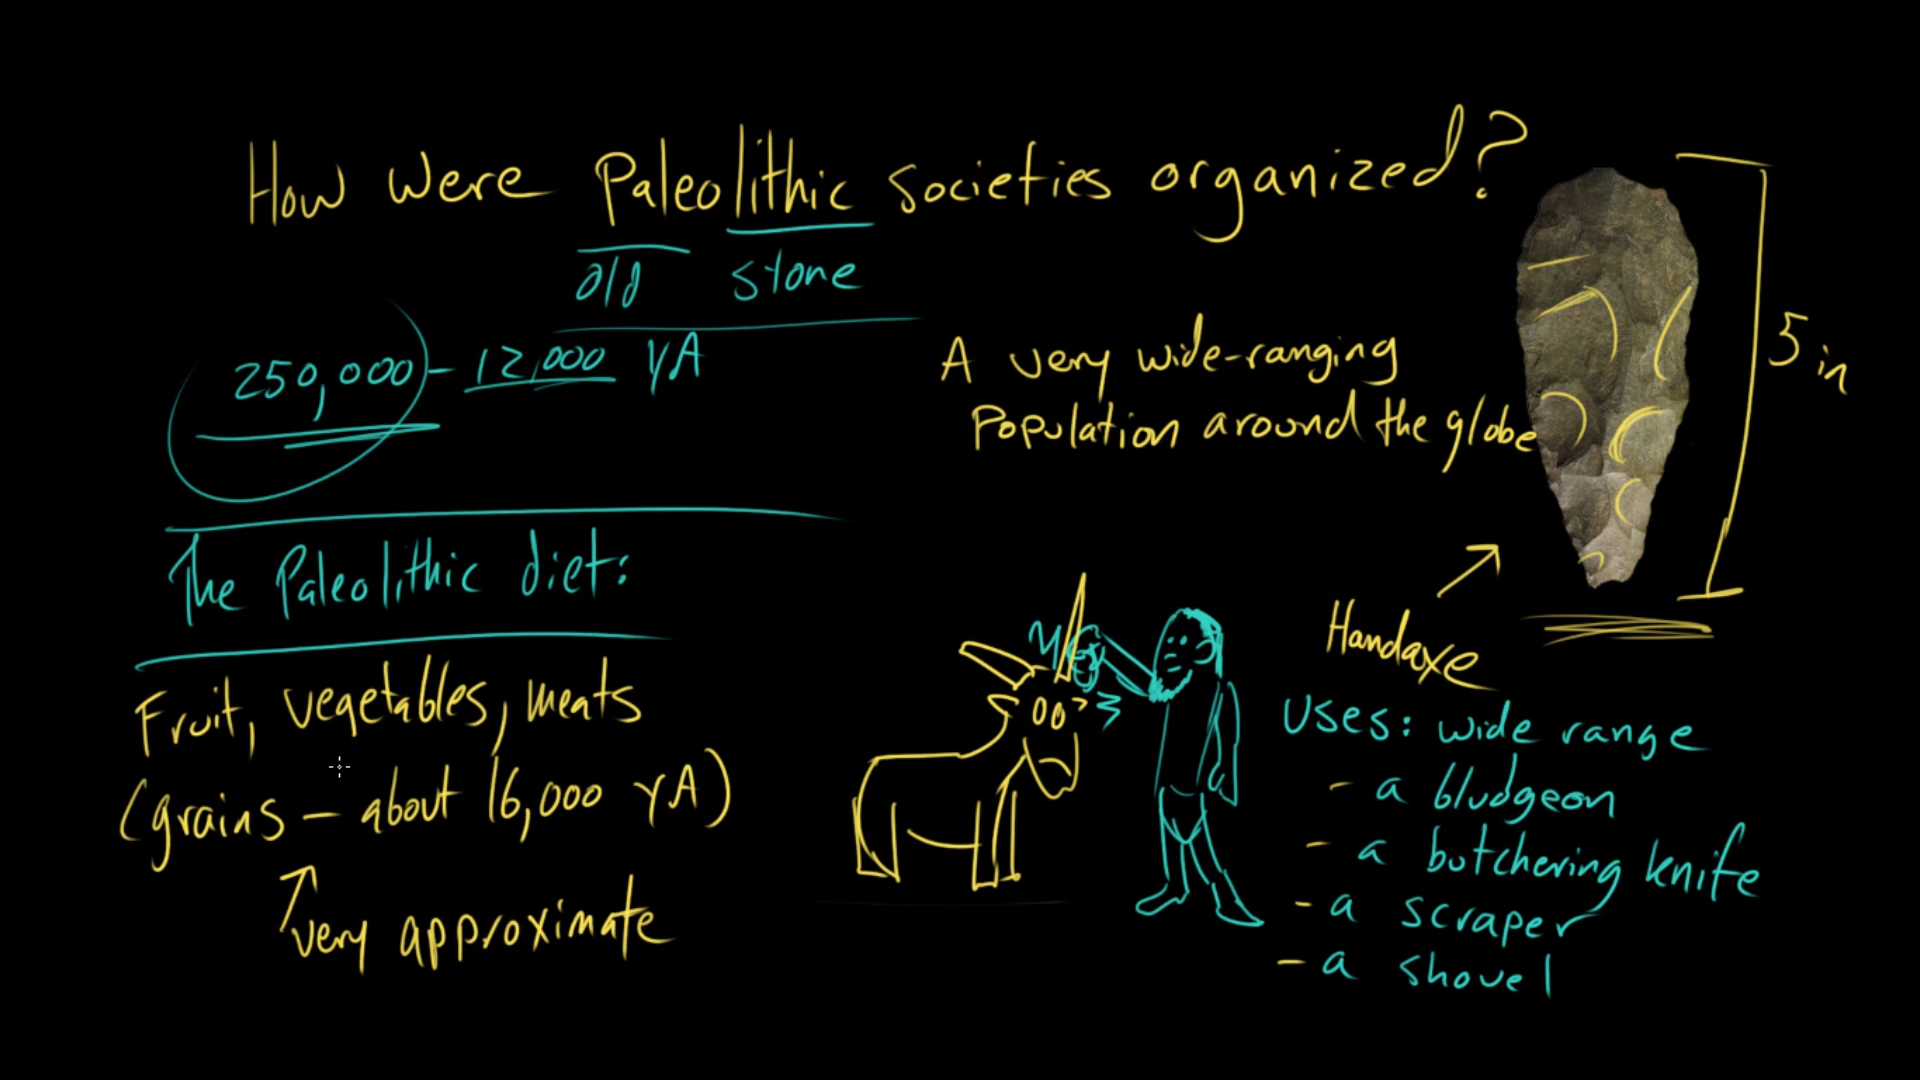 How were Paleolithic societies organized?
old stone
250,000 - 12,000 YA
A very wide-ranging
Population around the globe
5 in
The Paleolithic diet:
Fruit, vegetables, meats
(grains - about 16,000 YA)
very approximate
Handaxe
Uses: wide range
- a bludgeon
- a butchering knife
- a scraper
- a shovel